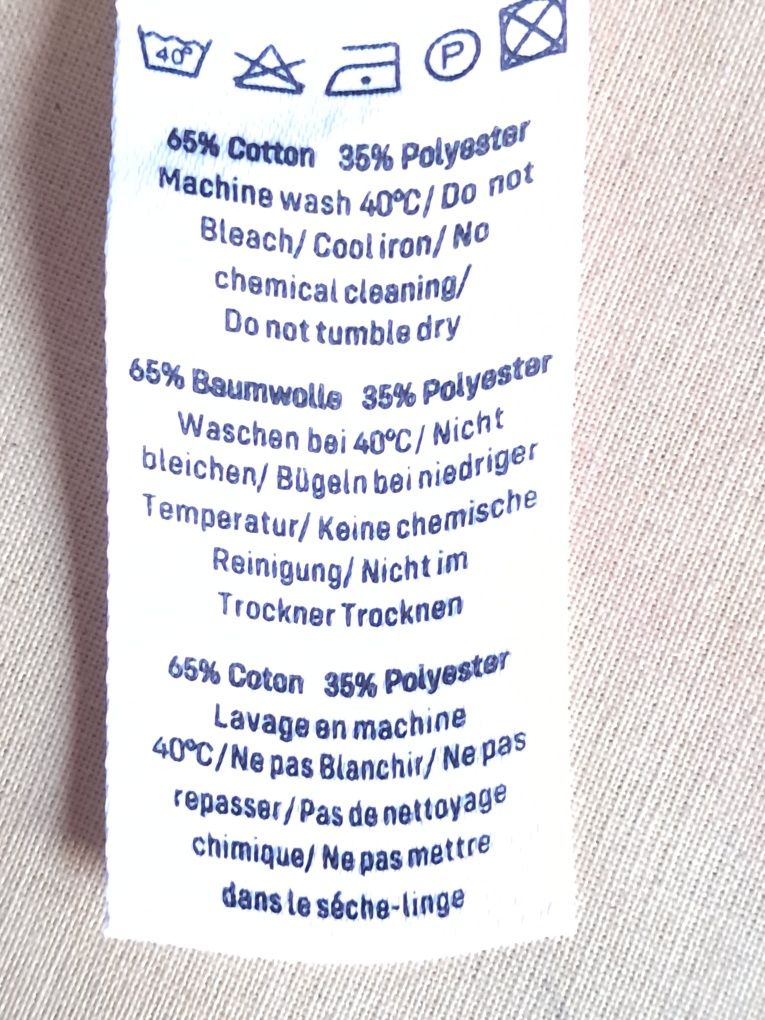 40°
P
65% Cotton 35% Polyester
Machine wash 40°C/ Do not
Bleach/ Cool iron/ No
chemical cleaning/
Do not tumble dry
65% Baumwolle 35% Polyester
Waschen bei 40°C/ Nicht
bleichen/ Bügeln bei niedriger
Temperatur/ Keine chemische
Reinigung/ Nicht im
Trockner Trocknen
65% Coton 35% Polyester
Lavage en machine
40°C/Ne pas Blanchir/ Ne pas
repasser/Pas de nettoyage
chimique/ Ne pas mettre
dans le séche-linge